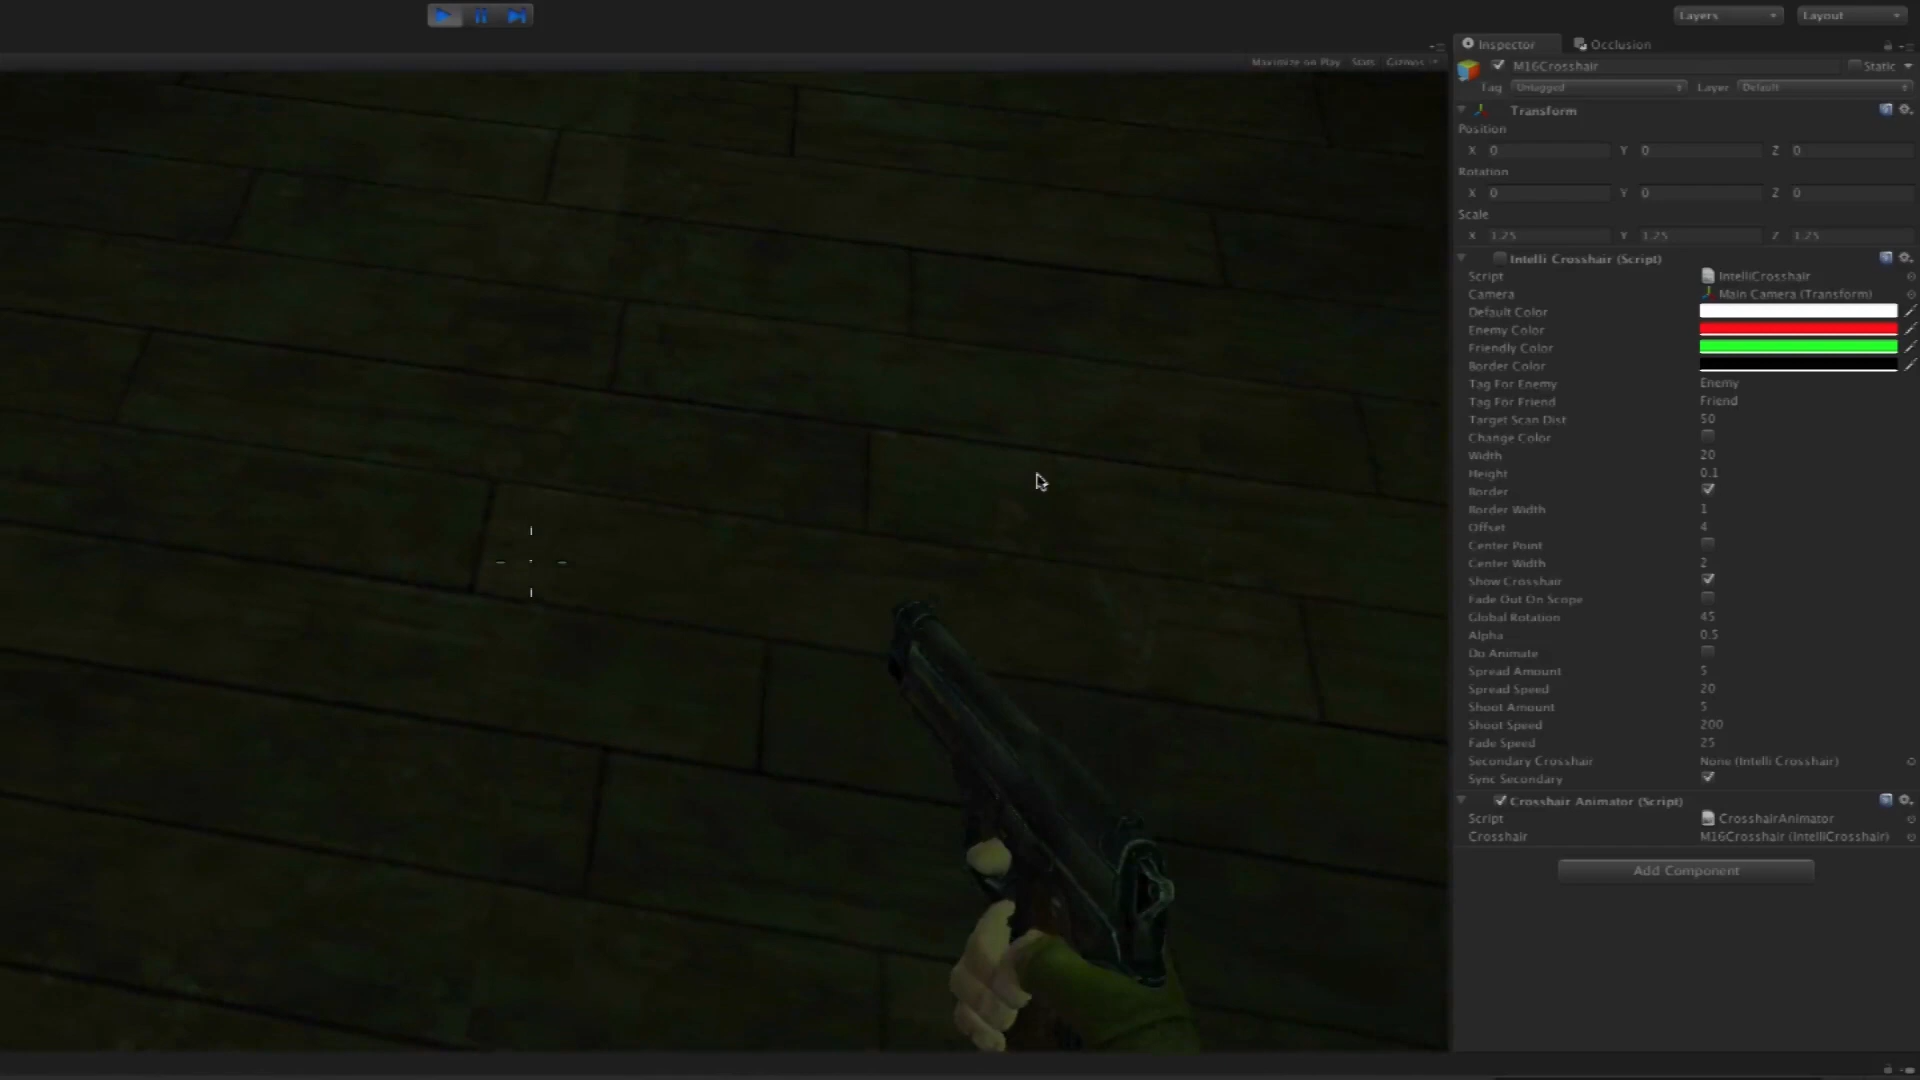 Layers
Layout
Inspector
Occlusion
Maximize on Play Stats Gizmos
M16Crosshair
Static
Tag Untagged Layer Default
Transform
Position
X 0 Y 0 Z 0
Rotation
X 0 Y 0 Z 0
Scale
X 1.25 Y 1.25 Z 1.25
Intelli Crosshair (Script)
Script IntelliCrosshair
Camera Main Camera (Transform)
Default Color
Enemy Color
Friendly Color
Border Color
Tag For Enemy Enemy
Tag For Friend Friend
Target Scan Dist 50
Change Color
Width 20
Height 0.1
Border
Border Width 1
Offset 4
Center Point
Center Width 2
Show Crosshair
Fade Out On Scope
Global Rotation 45
Alpha 0.5
Do Animate
Spread Amount 5
Spread Speed 20
Shoot Amount 5
Shoot Speed 200
Fade Speed 25
Secondary Crosshair None (Intelli Crosshair)
Sync Secondary
Crosshair Animator (Script)
Script CrosshairAnimator
Crosshair M16Crosshair (IntelliCrosshair)
Add Component